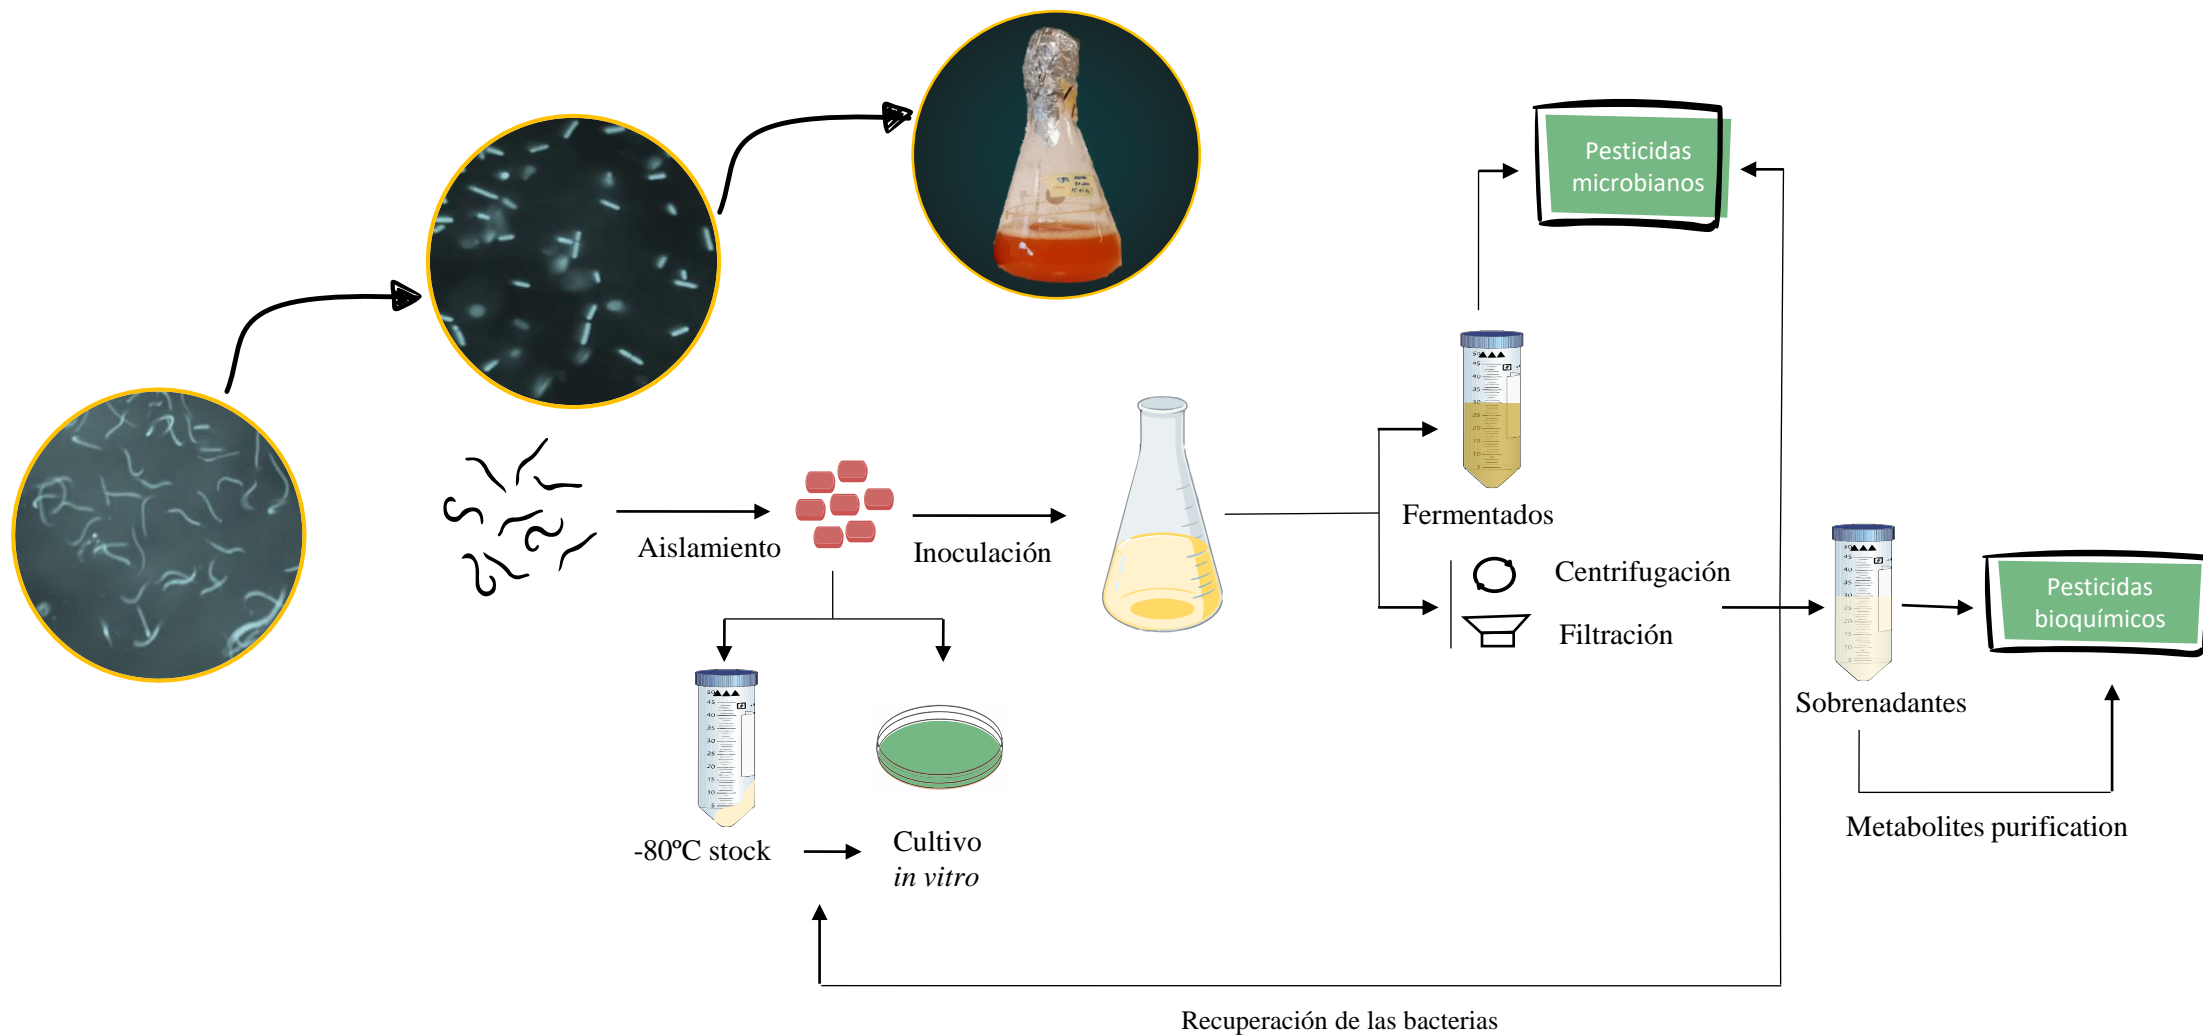 Pesticidas
microbianos
Aislamiento
Inoculación
Fermentados
Centrifugación
Filtración
Pesticidas
bioquímicos
Sobrenadantes
Metabolites purification
-80ºC stock
Cultivo
in vitro
Recuperación de las bacterias